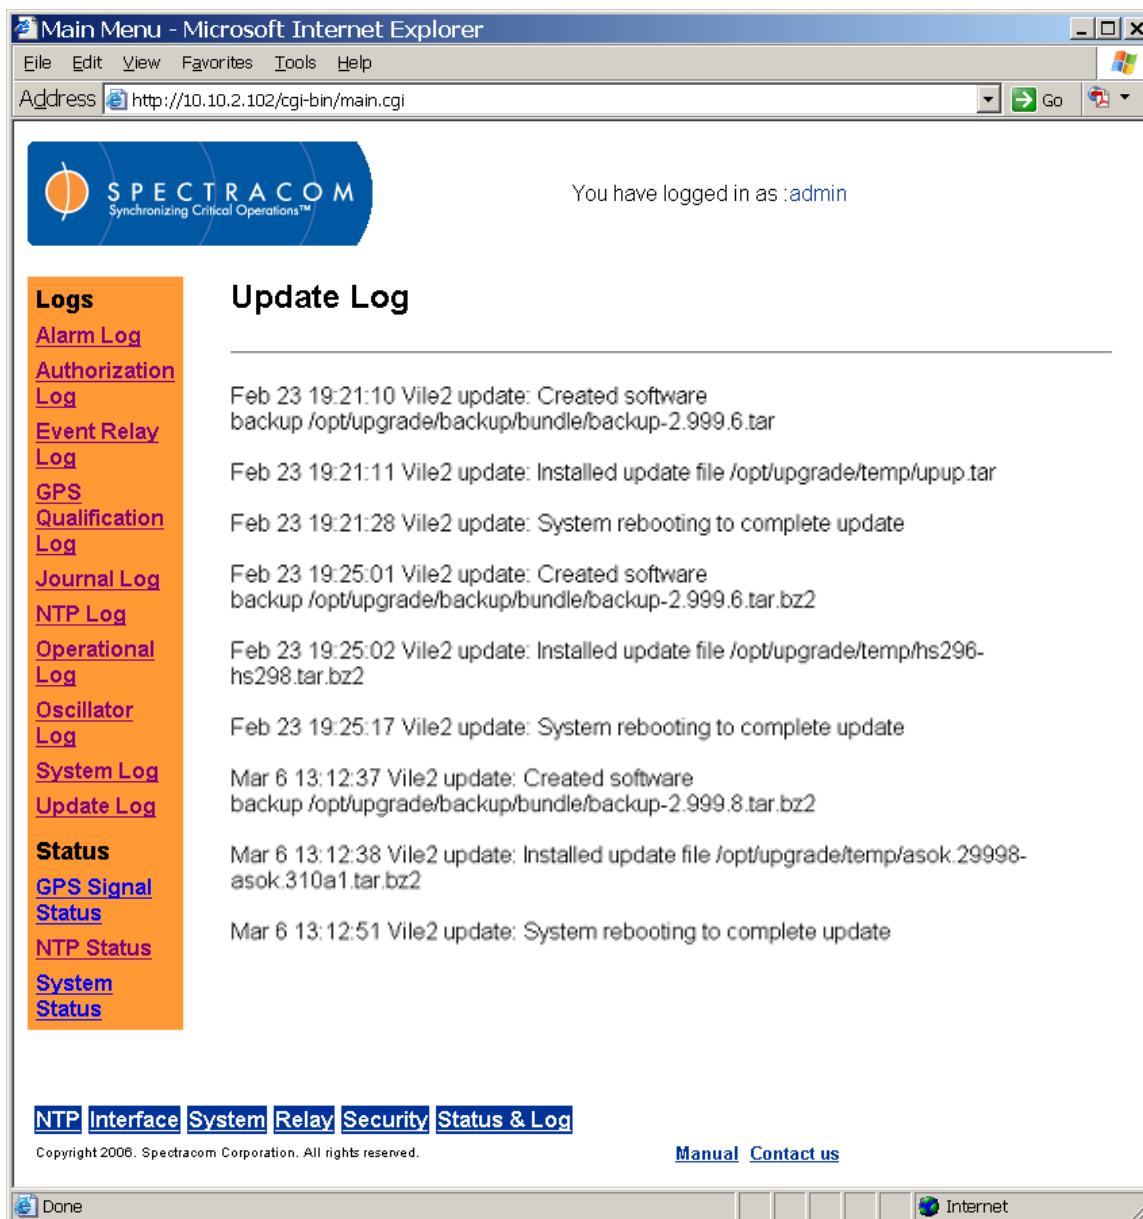 Main Menu - Microsoft Internet Explorer
File Edit View Favorites Tools Help
Address http://10.10.2.102/cgi-bin/main.cgi Go
SPECTRACOM
Synchronizing Critical Operations™
You have logged in as :admin
Logs
Alarm Log
Authorization
Log
Event Relay
Log
GPS
Qualification
Log
Journal Log
NTP Log
Operational
Log
Oscillator
Log
System Log
Update Log
Status
GPS Signal
Status
NTP Status
System
Status
Update Log
Feb 23 19:21:10 Vile2 update: Created software
backup /opt/upgrade/backup/bundle/backup-2.999.6.tar
Feb 23 19:21:11 Vile2 update: Installed update file /opt/upgrade/temp/upup.tar
Feb 23 19:21:28 Vile2 update: System rebooting to complete update
Feb 23 19:25:01 Vile2 update: Created software
backup /opt/upgrade/backup/bundle/backup-2.999.6.tar.bz2
Feb 23 19:25:02 Vile2 update: Installed update file /opt/upgrade/temp/hs296-
hs298.tar.bz2
Feb 23 19:25:17 Vile2 update: System rebooting to complete update
Mar 6 13:12:37 Vile2 update: Created software
backup /opt/upgrade/backup/bundle/backup-2.999.8.tar.bz2
Mar 6 13:12:38 Vile2 update: Installed update file /opt/upgrade/temp/asok.29998-
asok.310a1.tar.bz2
Mar 6 13:12:51 Vile2 update: System rebooting to complete update
NTP Interface System Relay Security Status & Log
Copyright 2006. Spectracom Corporation. All rights reserved.
Manual Contact us
Done Internet